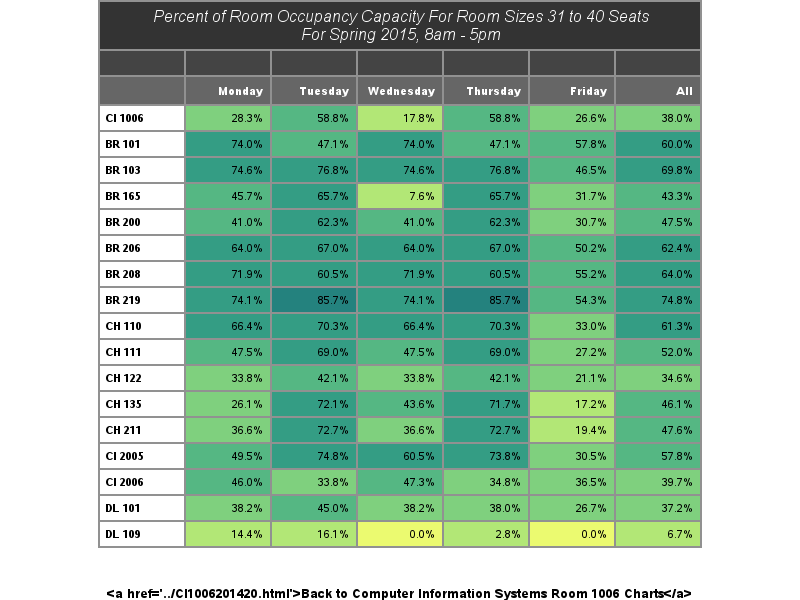 Percent of Room Occupancy Capacity For Room Sizes 31 to 40 Seats
For Spring 2015, 8am - 5pm
Monday Tuesday Wednesday Thursday Friday All
CI 1006 28.3% 58.8% 17.8% 58.8% 26.6% 38.0%
BR 101 74.0% 47.1% 74.0% 47.1% 57.8% 60.0%
BR 103 74.6% 76.8% 74.6% 76.8% 46.5% 69.8%
BR 165 45.7% 65.7% 7.6% 65.7% 31.7% 43.3%
BR 200 41.0% 62.3% 41.0% 62.3% 30.7% 47.5%
BR 206 64.0% 67.0% 64.0% 67.0% 50.2% 62.4%
BR 208 71.9% 60.5% 71.9% 60.5% 55.2% 64.0%
BR 219 74.1% 85.7% 74.1% 85.7% 54.3% 74.8%
CH 110 66.4% 70.3% 66.4% 70.3% 33.0% 61.3%
CH 111 47.5% 69.0% 47.5% 69.0% 27.2% 52.0%
CH 122 33.8% 42.1% 33.8% 42.1% 21.1% 34.6%
CH 135 26.1% 72.1% 43.6% 71.7% 17.2% 46.1%
CH 211 36.6% 72.7% 36.6% 72.7% 19.4% 47.6%
CI 2005 49.5% 74.8% 60.5% 73.8% 30.5% 57.8%
CI 2006 46.0% 33.8% 47.3% 34.8% 36.5% 39.7%
DL 101 38.2% 45.0% 38.2% 38.0% 26.7% 37.2%
DL 109 14.4% 16.1% 0.0% 2.8% 0.0% 6.7%
<a href='../CI1006201420.html'>Back to Computer Information Systems Room 1006 Charts</a>